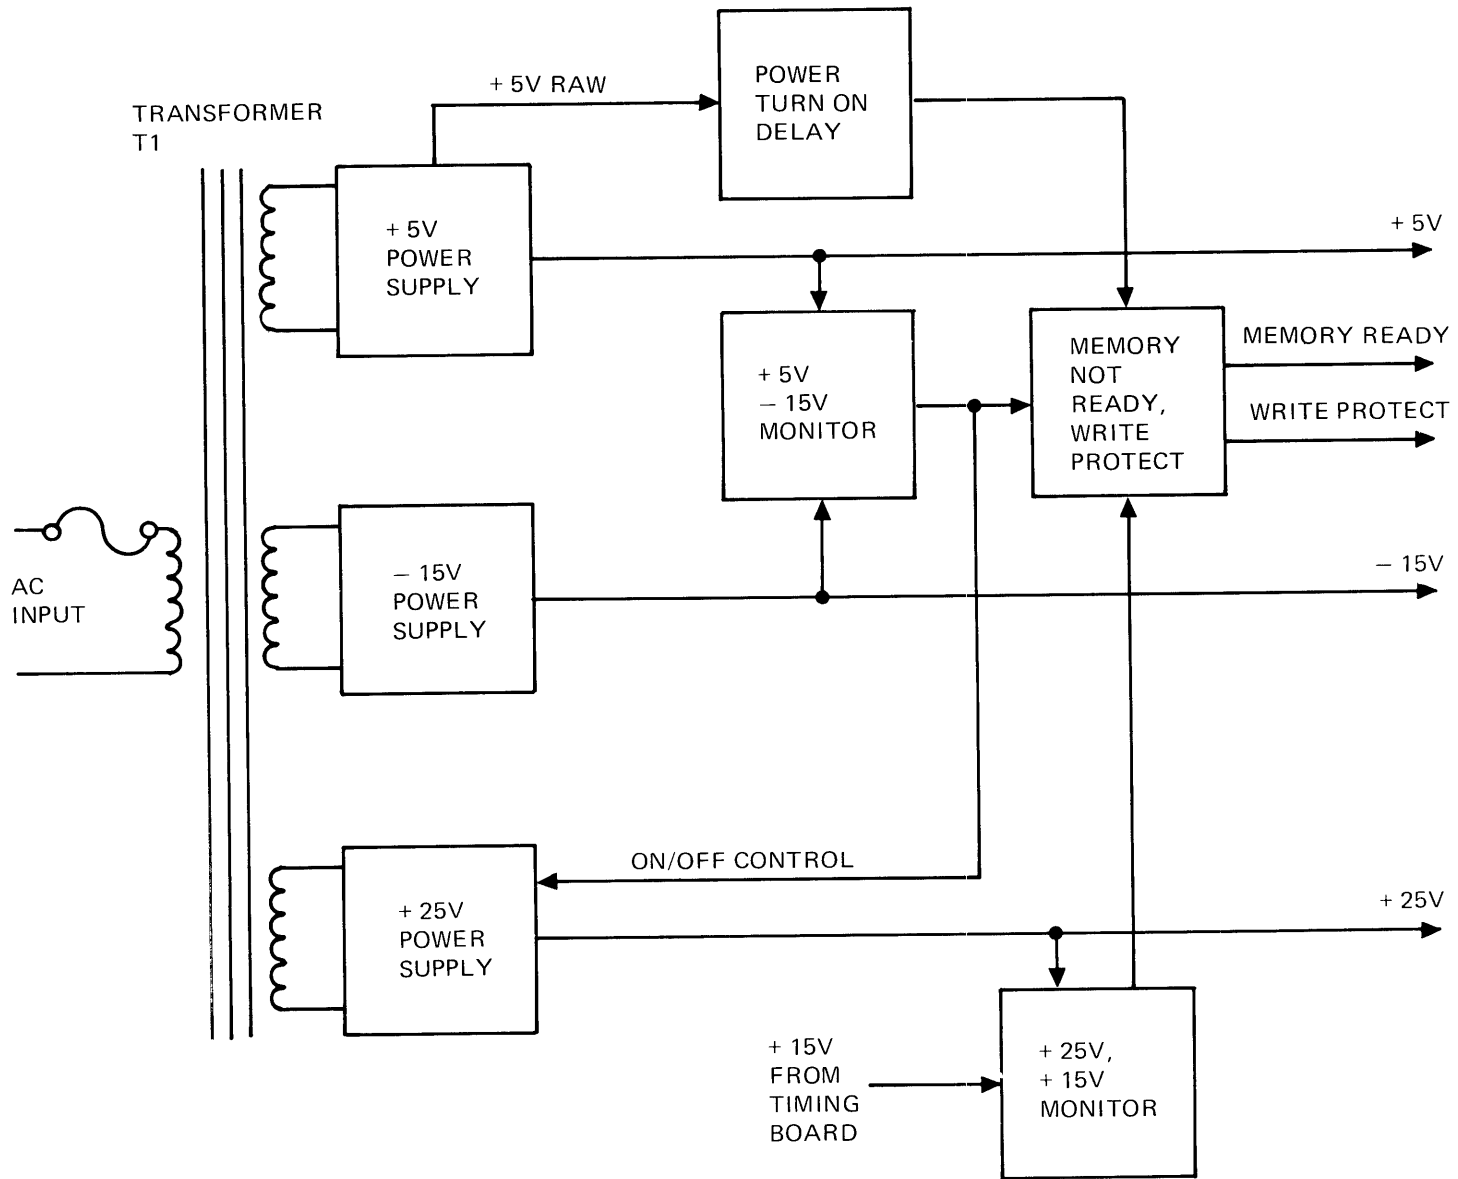 + 5V RAW
POWER
TURN ON
DELAY
TRANSFORMER
T1
+ 5V
POWER
SUPPLY
+ 5V
+ 5V
– 15V
MONITOR
MEMORY
NOT
READY,
WRITE
PROTECT
MEMORY READY
WRITE PROTECT
AC
INPUT
– 15V
POWER
SUPPLY
– 15V
ON/OFF CONTROL
+ 25V
POWER
SUPPLY
+ 25V
+ 15V
FROM
TIMING
BOARD
+ 25V,
+ 15V
MONITOR